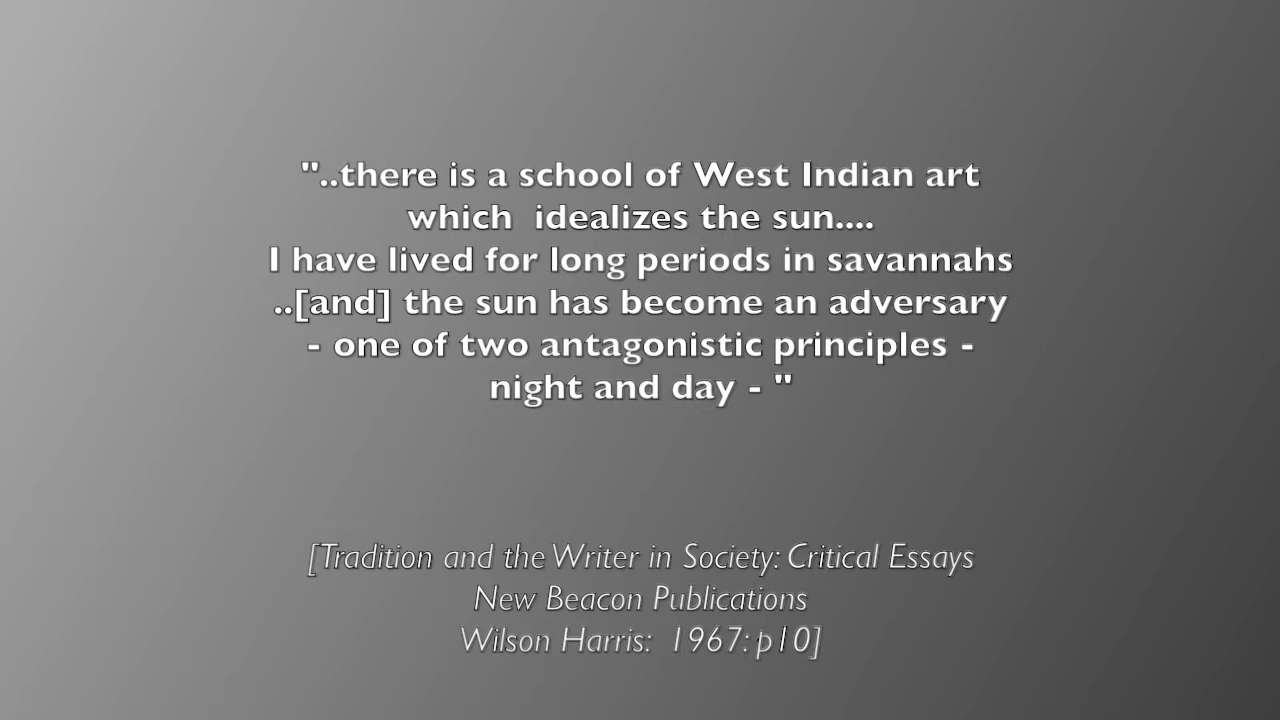 "..there is a school of West Indian art
which  idealizes the sun....
I have lived for long periods in savannahs
..[and] the sun has become an adversary
- one of two antagonistic principles -
night and day - "
[Tradition and the Writer in Society: Critical Essays
New Beacon Publications
Wilson Harris:  1967: p10]